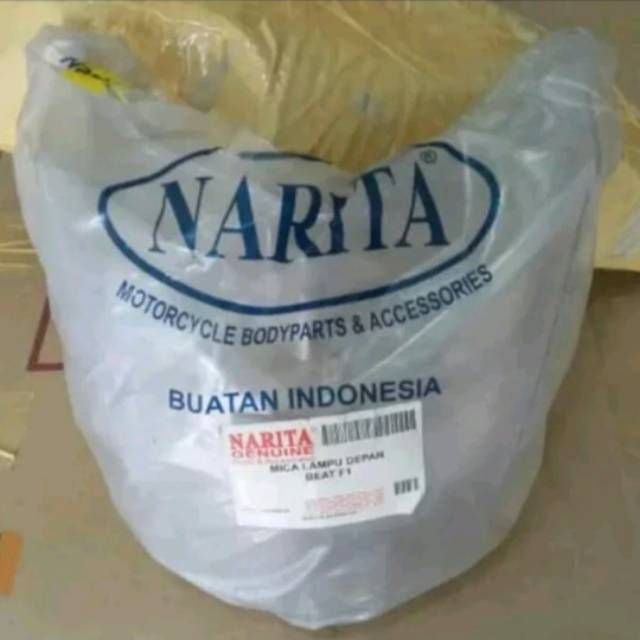 NARITA®
MOTORCYCLE BODYPARTS & ACCESSORIES
BUATAN INDONESIA
NARITA
GENUINE
MICA LAMPU DEPAN
BEAT F1